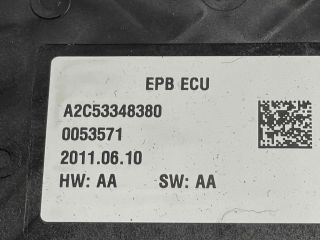 EPB ECU
A2C53348380
0053571
2011.06.10
HW: AA SW: AA